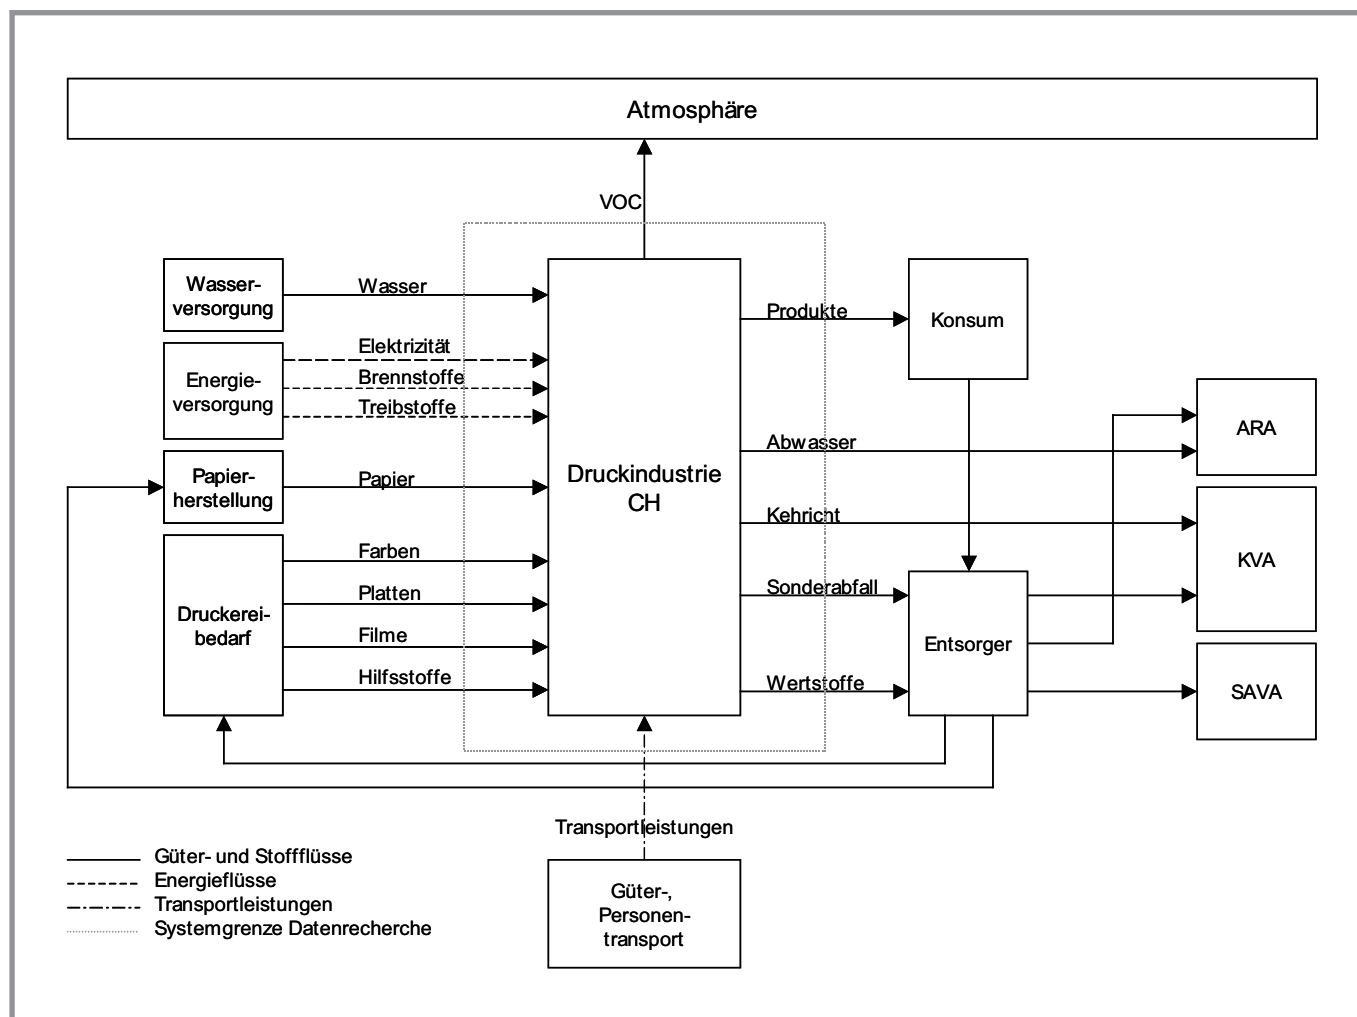 Atmosphäre
VOC
Wasser-
versorgung
Wasser
Energie-
versorgung
Elektrizität
Brennstoffe
Treibstoffe
Papier-
herstellung
Papier
Druckerei-
bedarf
Farben
Platten
Filme
Hilfsstoffe
Druckindustrie
CH
Produkte
Abwasser
Kehricht
Sonderabfall
Wertstoffe
Konsum
Entsorger
ARA
KVA
SAVA
Transportleistungen
Güter-,
Personen-
transport
Güter- und Stoffflüsse
Energieflüsse
Transportleistungen
Systemgrenze Datenrecherche